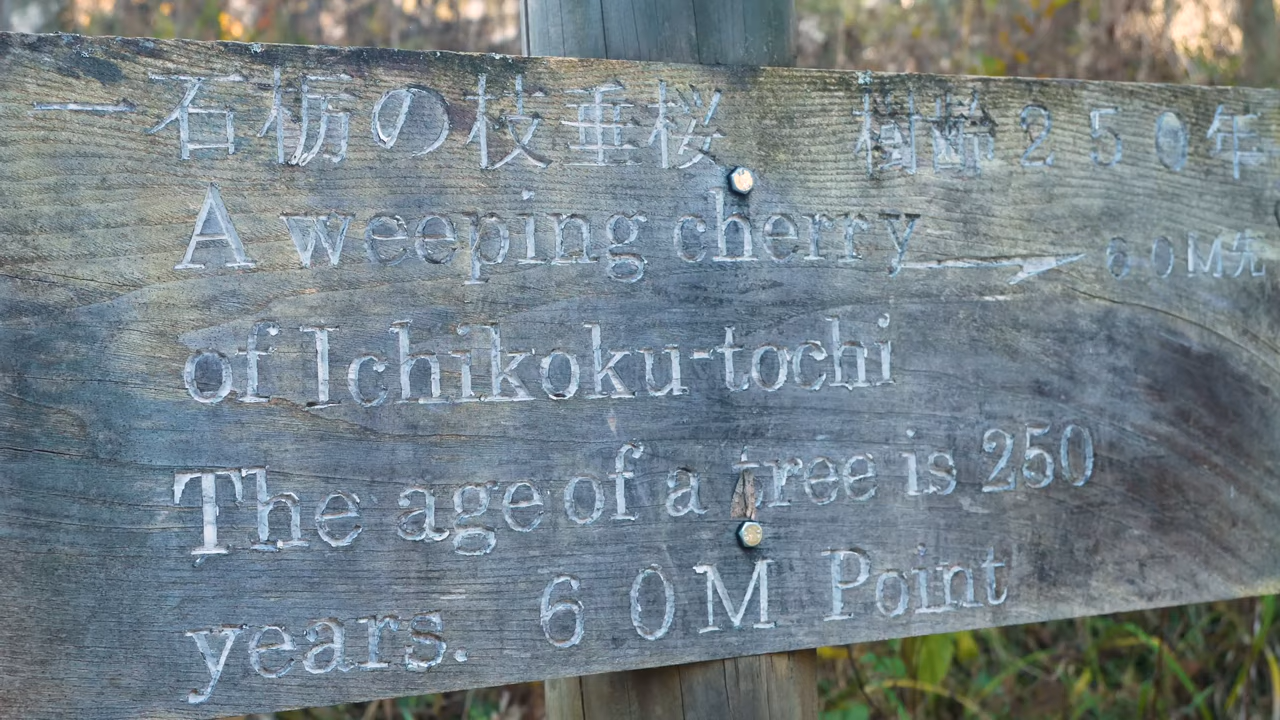 一石栃の枝垂桜 樹齢250年
A weeping cherry
60M先
of Ichikoku-tochi
The age of a tree is 250
years. 60M Point